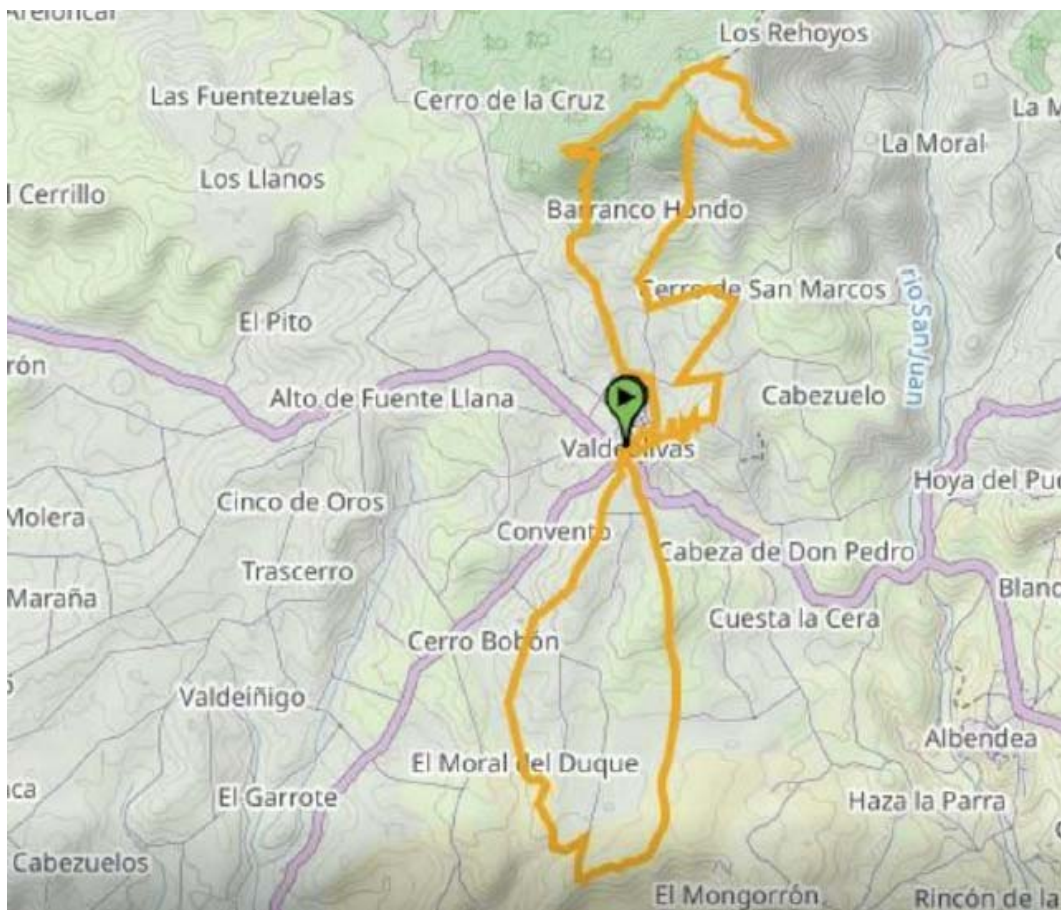 Los Rehoyos
Las Fuentezuelas
Cerro de la Cruz
La M
La Moral
Los Llanos
l Cerrillo
Barranco Hondo
Cerro de San Marcos
río San Juan
El Pito
rón
Alto de Fuente Llana
Cabezuelo
Valdeolivas
Hoya del Pue
Cinco de Oros
Molera
Convento
Cabeza de Don Pedro
Trascerro
Blanc
Maraña
Cuesta la Cera
Cerro Bobón
Valdeiñigo
Albendea
El Moral del Duque
aca
El Garrote
Haza la Parra
Cabezuelos
El Mongorrón
Rincón de la